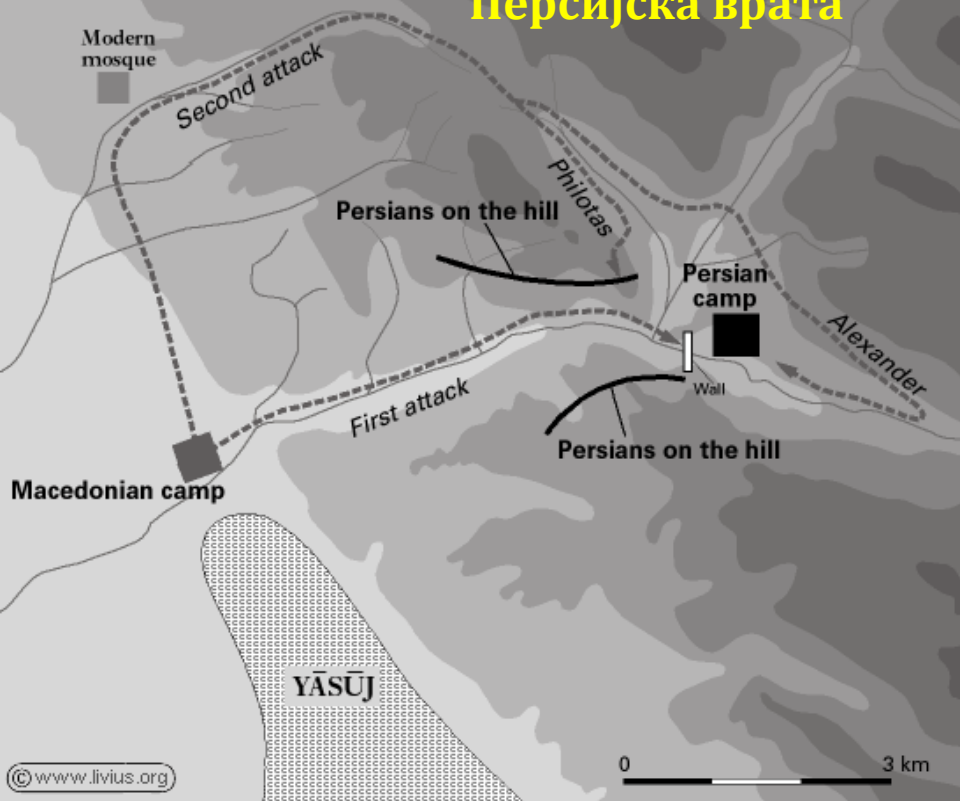 Персијска врата
Modern
mosque
Second attack
Philotas
Persians on the hill
Persian
camp
Alexander
Wall
First attack
Persians on the hill
Macedonian camp
YĀSŪJ
©www.livius.org
0 3 km